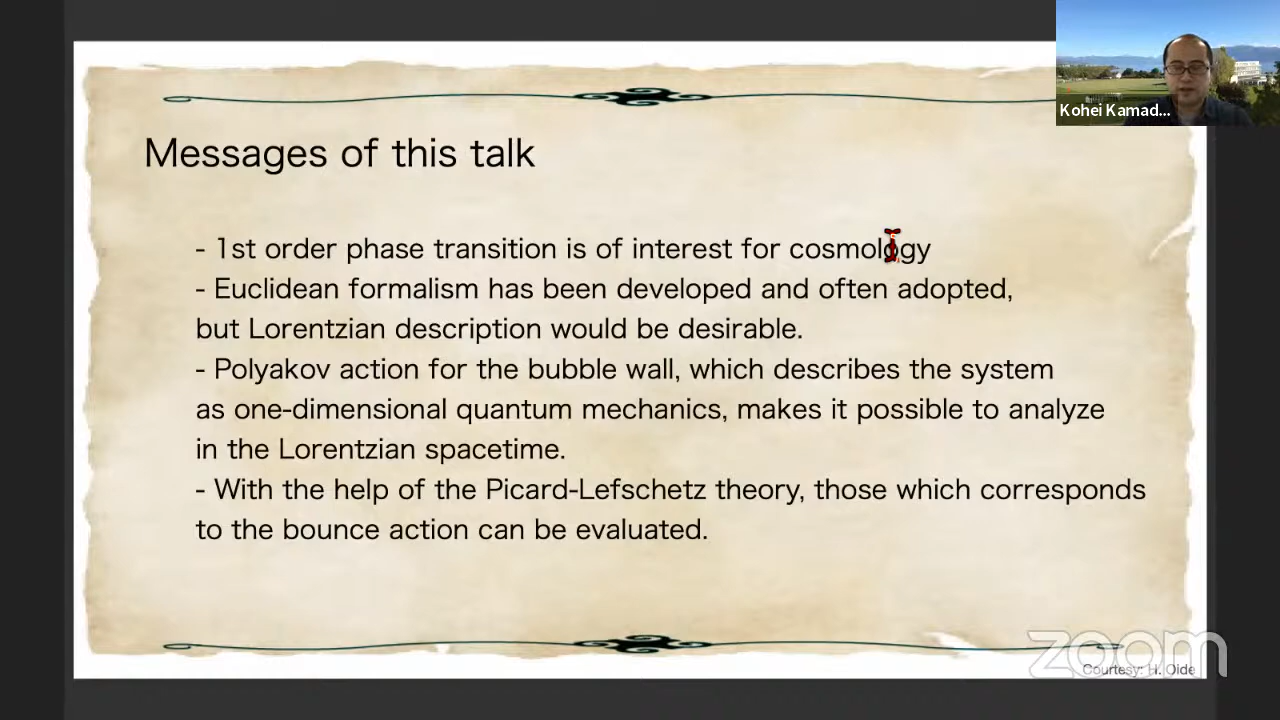 Kohei Kamad...
Messages of this talk
- 1st order phase transition is of interest for cosmology
- Euclidean formalism has been developed and often adopted,
but Lorentzian description would be desirable.
- Polyakov action for the bubble wall, which describes the system
as one-dimensional quantum mechanics, makes it possible to analyze
in the Lorentzian spacetime.
- With the help of the Picard-Lefschetz theory, those which corresponds
to the bounce action can be evaluated.
zoom
Courtesy: H. Oide